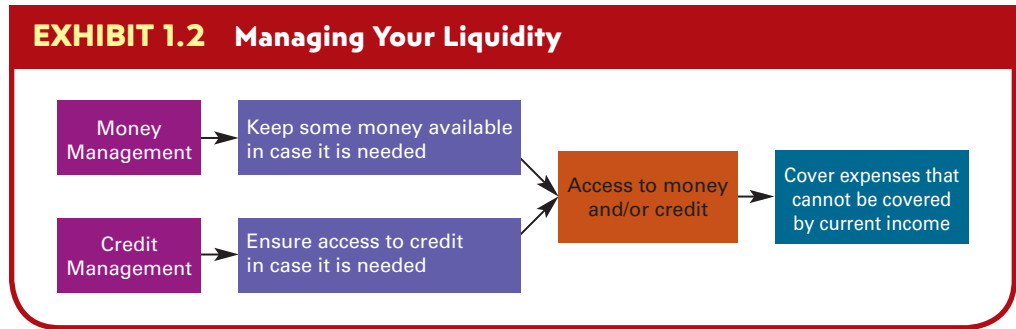 EXHIBIT 1.2 Managing Your Liquidity
Money
Management
Keep some money available
in case it is needed
Credit
Management
Ensure access to credit
in case it is needed
Access to money
and/or credit
Cover expenses that
cannot be covered
by current income